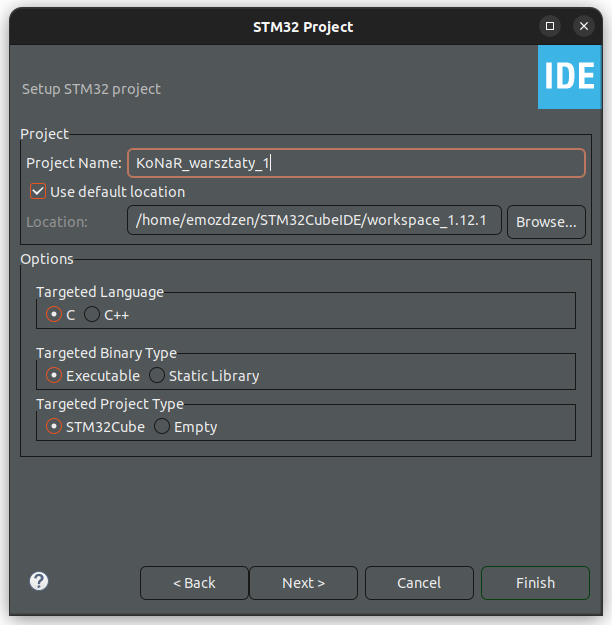 STM32 Project
IDE
Setup STM32 project
Project
Project Name: KoNaR_warsztaty_1
Use default location
Location: /home/emozdzen/STM32CubeIDE/workspace_1.12.1 Browse...
Options
Targeted Language
C C++
Targeted Binary Type
Executable Static Library
Targeted Project Type
STM32Cube Empty
? < Back Next > Cancel Finish